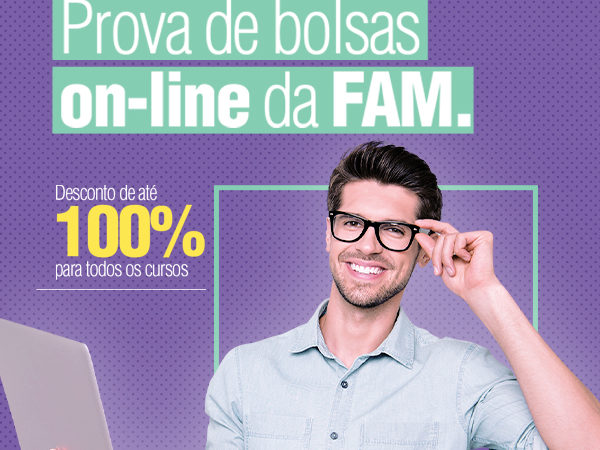 Prova de bolsas
on-line da FAM.
Desconto de até
100%
para todos os cursos